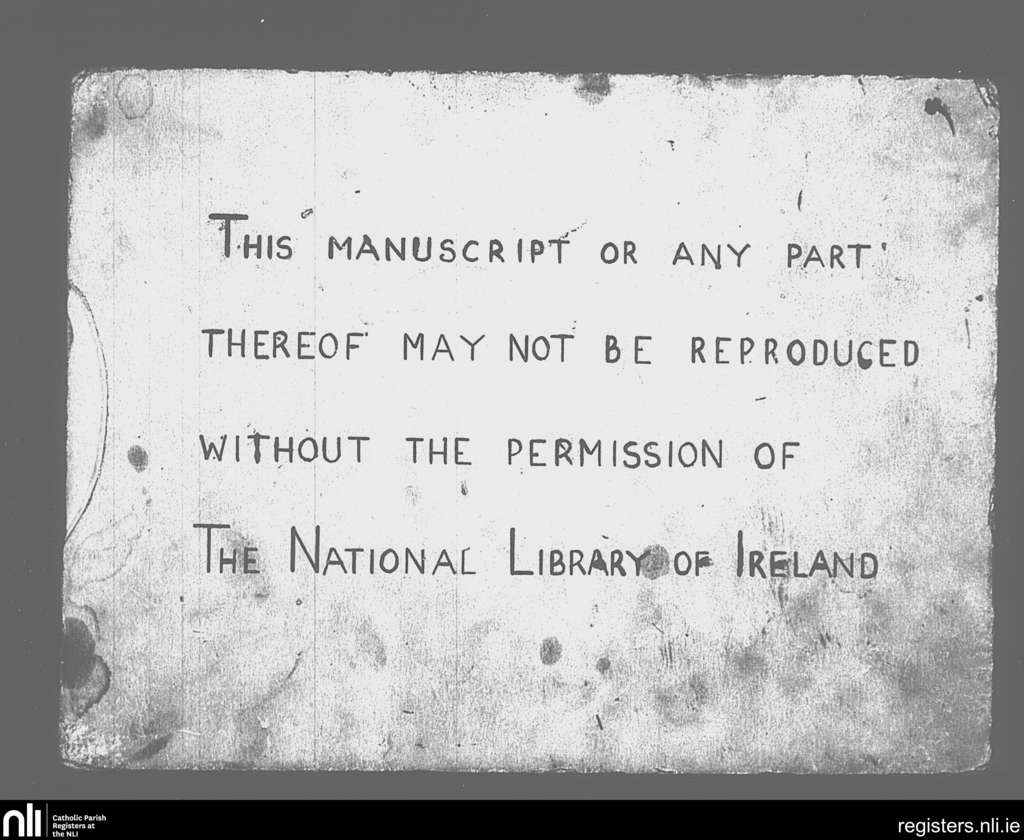 THIS MANUSCRIPT OR ANY PART
THEREOF MAY NOT BE REPRODUCED
WITHOUT THE PERMISSION OF
THE NATIONAL LIBRARY OF IRELAND
nli
Catholic Parish
Registers at
the NLI
registers.nli.ie